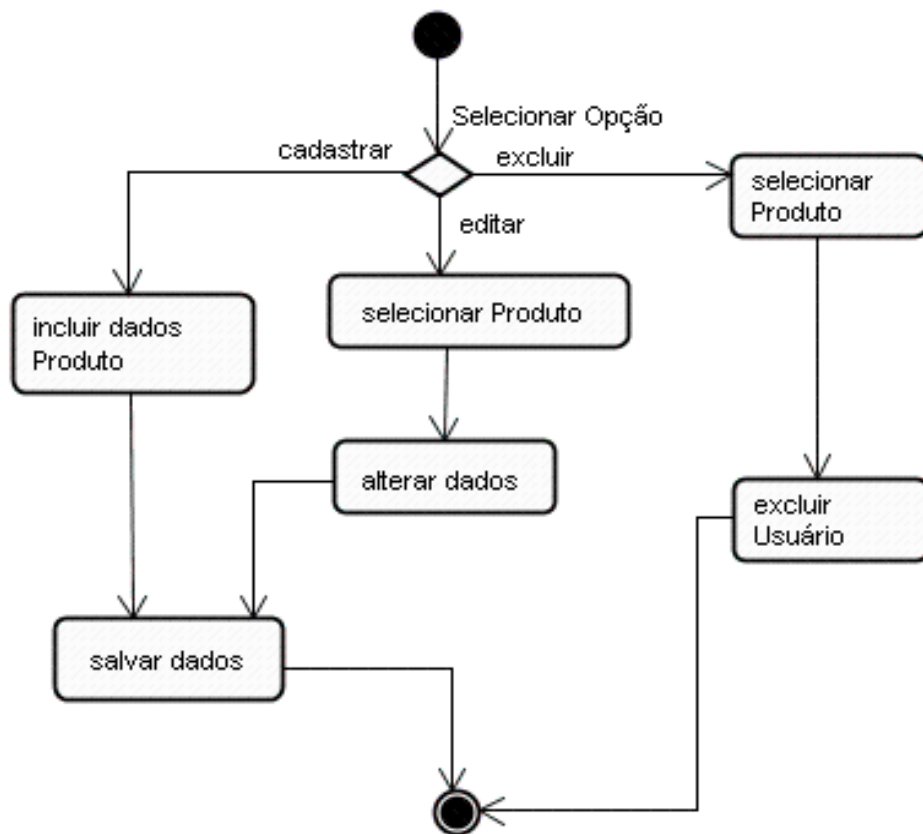 Selecionar Opção
cadastrar
excluir
selecionar
Produto
editar
incluir dados
Produto
selecionar Produto
alterar dados
excluir
Usuário
salvar dados